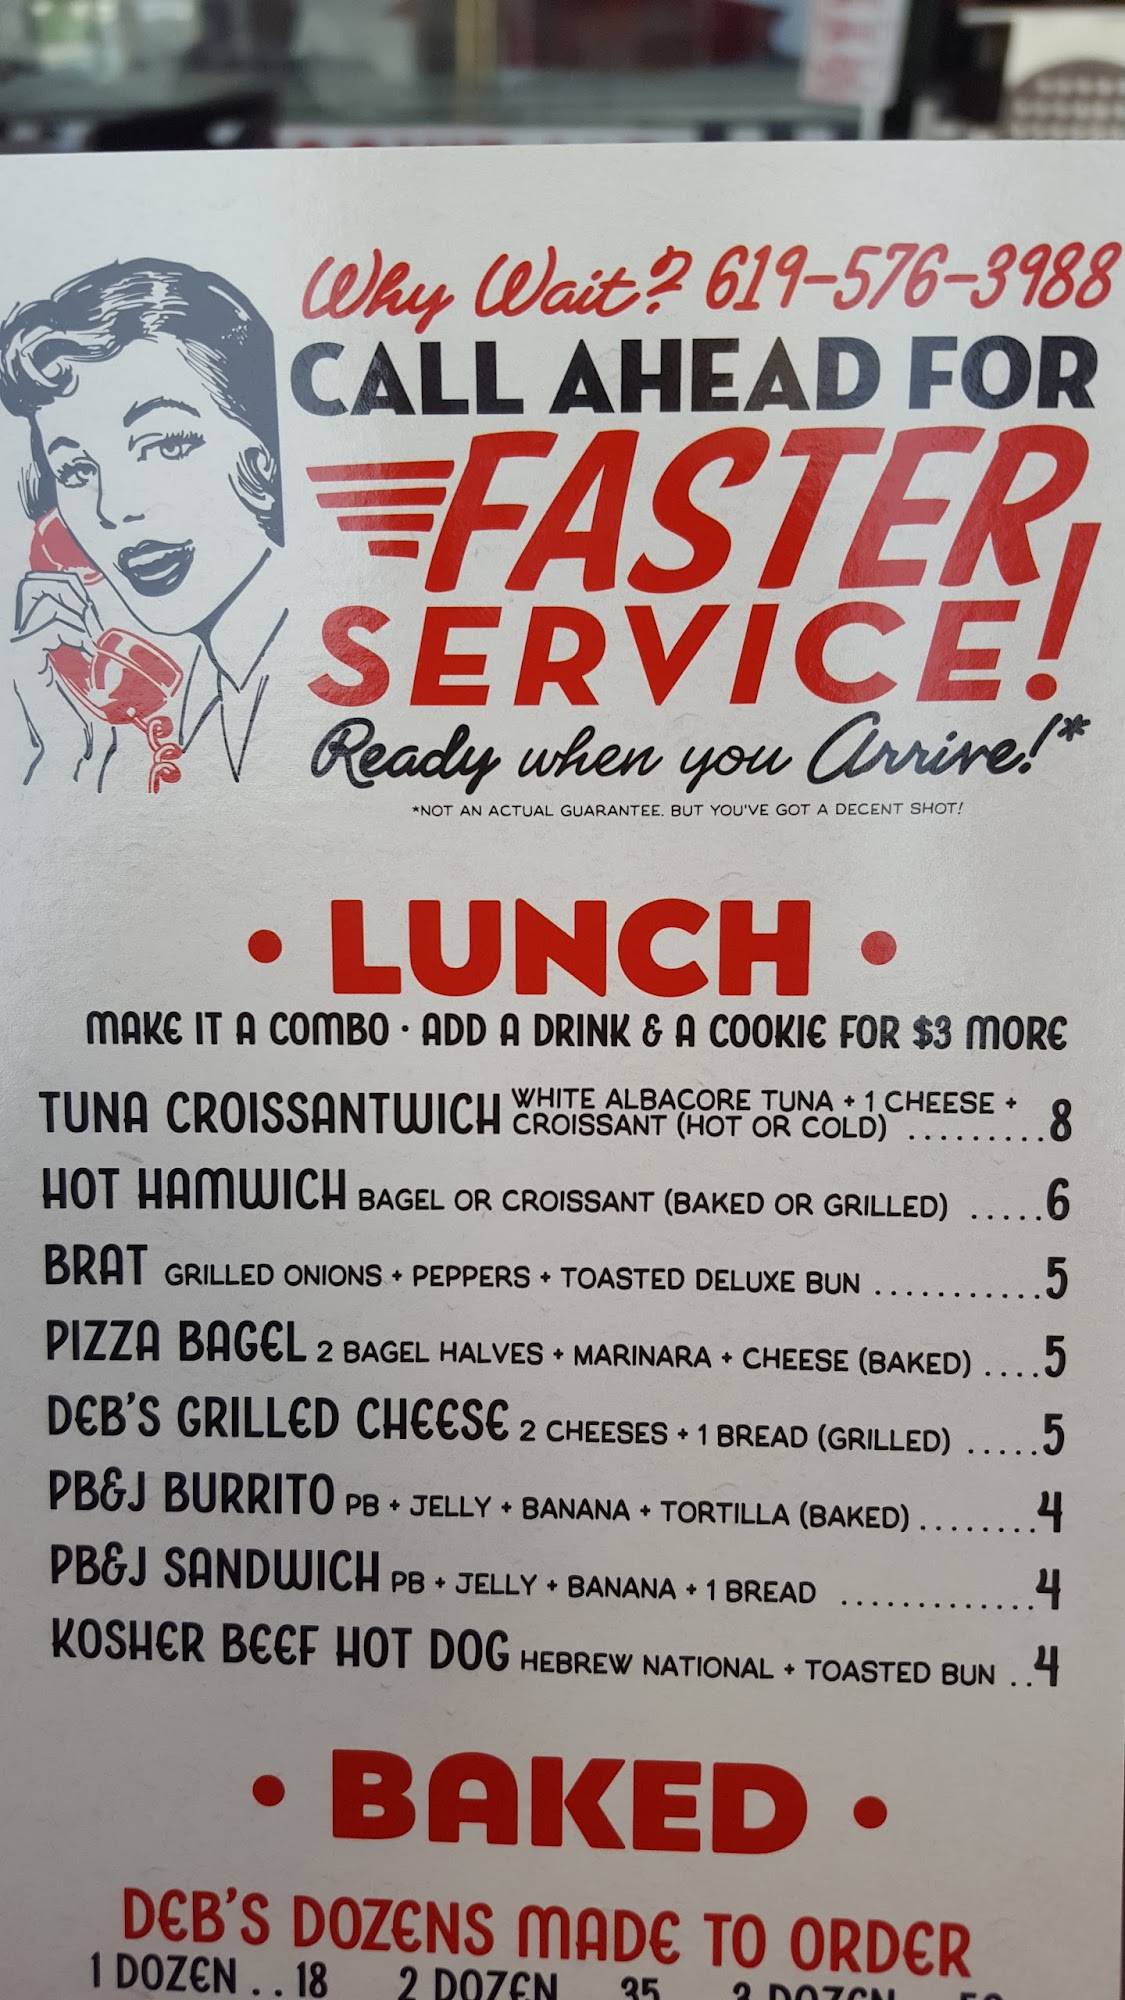 Why Wait? 619-576-3988
CALL AHEAD FOR
FASTER
SERVICE!
Ready when you Arrive!*
*NOT AN ACTUAL GUARANTEE. BUT YOU'VE GOT A DECENT SHOT!
• LUNCH •
MAKE IT A COMBO · ADD A DRINK & A COOKIE FOR $3 MORE
TUNA CROISSANTWICH WHITE ALBACORE TUNA + 1 CHEESE +
CROISSANT (HOT OR COLD) .........8
HOT HAMWICH BAGEL OR CROISSANT (BAKED OR GRILLED) .....6
BRAT GRILLED ONIONS + PEPPERS + TOASTED DELUXE BUN ...........5
PIZZA BAGEL 2 BAGEL HALVES + MARINARA + CHEESE (BAKED) ....5
DEB'S GRILLED CHEESE 2 CHEESES + 1 BREAD (GRILLED) .....5
PB&J BURRITO PB + JELLY + BANANA + TORTILLA (BAKED) ........4
PB&J SANDWICH PB + JELLY + BANANA + 1 BREAD .............4
KOSHER BEEF HOT DOG HEBREW NATIONAL + TOASTED BUN ..4
• BAKED •
DEB'S DOZENS MADE TO ORDER
1 DOZEN . . 18 2 DOZEN 35 3 DOZEN